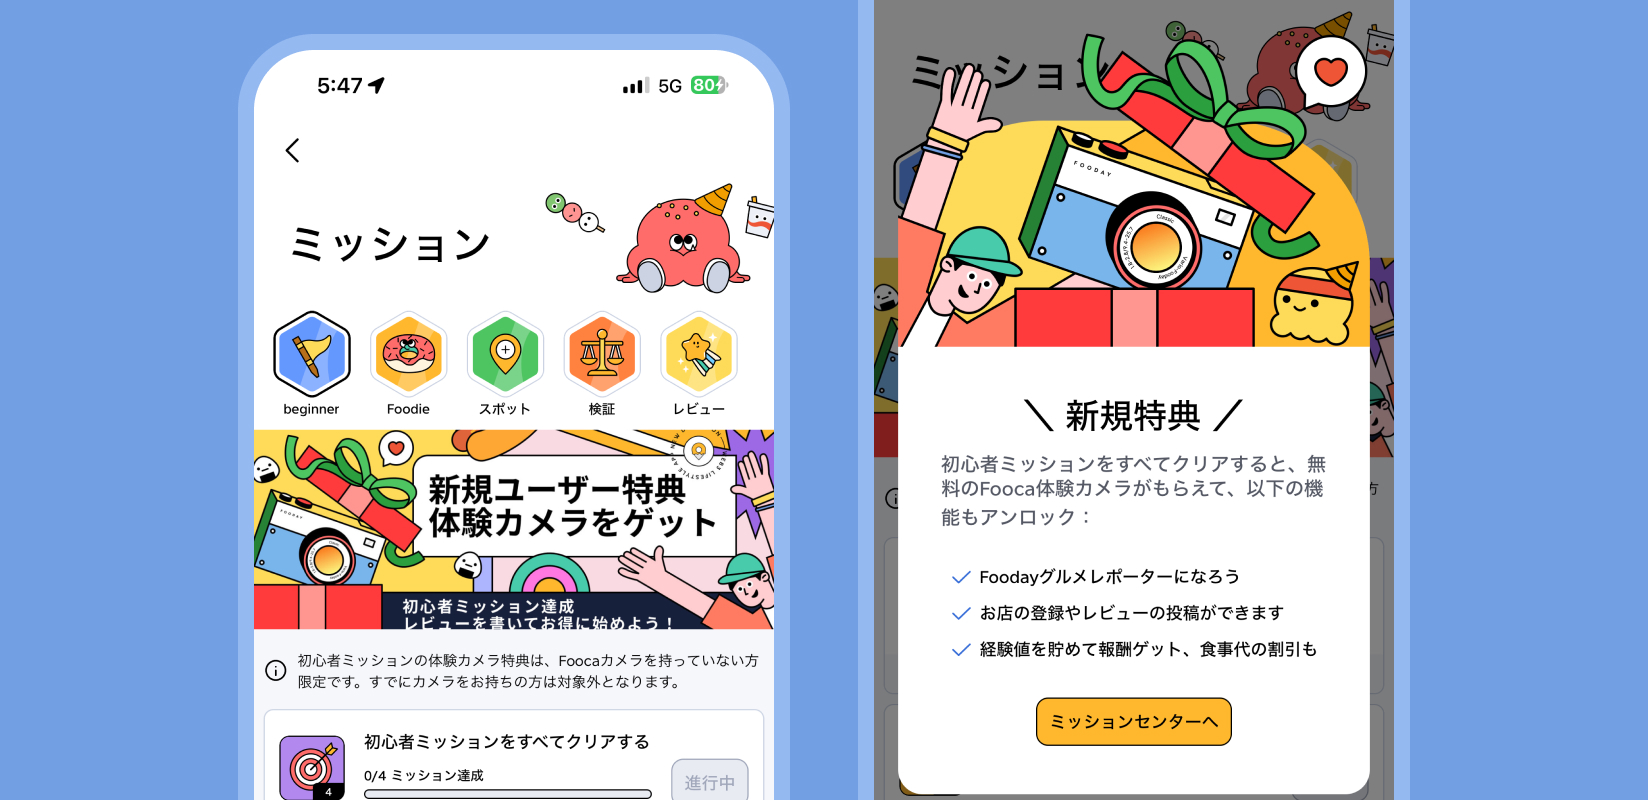 5:47
5G 80
ミッション
beginner
Foodie
スポット
検証
レビュー
FOODAY
新規ユーザー特典
体験カメラをゲット
初心者ミッション達成
レビューを書いてお得に始めよう！
初心者ミッションの体験カメラ特典は、Foocaカメラを持っていない方
限定です。すでにカメラをお持ちの方は対象外となります。
初心者ミッションをすべてクリアする
0/4 ミッション達成
4
進行中
ミッション
FOODAY
Classic
Vario-Fooday
＼ 新規特典 ／
初心者ミッションをすべてクリアすると、無
料のFooca体験カメラがもらえて、以下の機
能もアンロック：
Foodayグルメレポーターになろう
お店の登録やレビューの投稿ができます
経験値を貯めて報酬ゲット、食事代の割引も
ミッションセンターへ
方